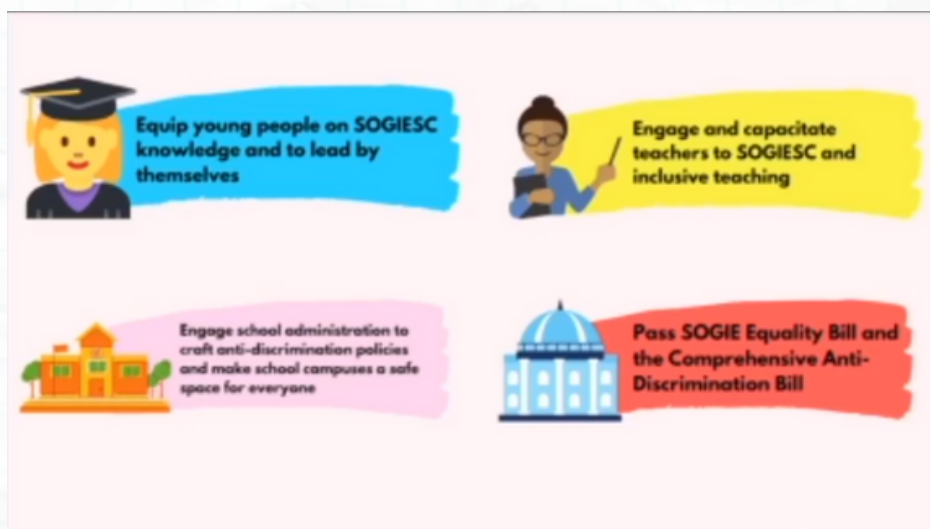 Equip young people on SOGIESC
knowledge and to lead by
themselves
Engage and capacitate
teachers to SOGIESC and
inclusive teaching
Engage school administration to
craft anti-discrimination policies
and make school campuses a safe
space for everyone
Pass SOGIE Equality Bill and
the Comprehensive Anti-
Discrimination Bill